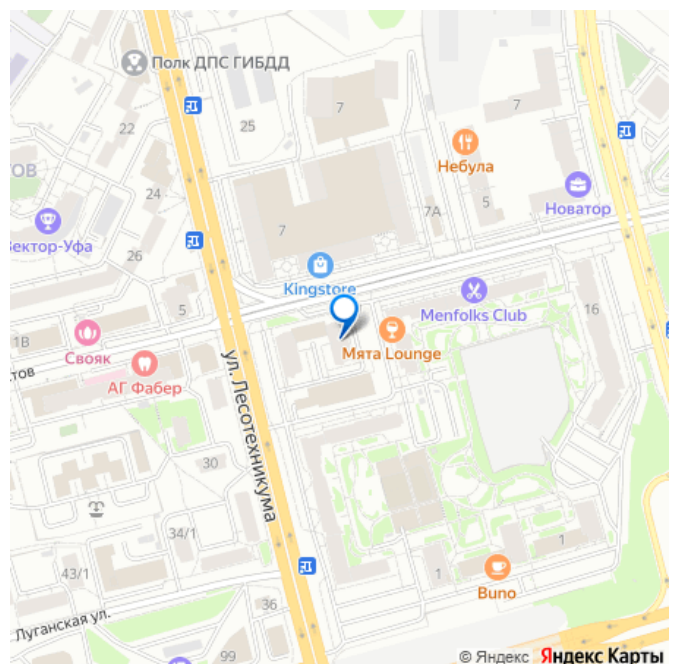 Полк ДПС ГИБДД
7
7
25
22
ОВ
Небула
24
Новатор
5
7А
Вектор-Уфа
7
26
Kingstore
5
Menfolks Club
16
1В
Свояк
Мята Lounge
тов
АГ Фабер
ул. Лесотехникума
30
34/1
43/1
1
1
Buno
36
Луганская ул.
99
© Яндекс Яндекс Карты